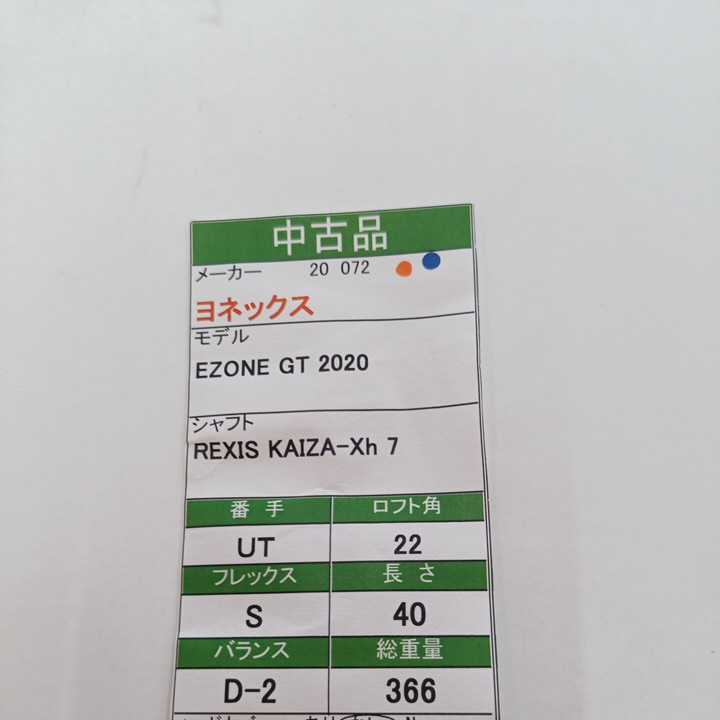 中古品
メーカー 20 072
ヨネックス
モデル
EZONE GT 2020
シャフト
REXIS KAIZA-Xh 7
番 手 ロフト角
UT 22
フレックス 長 さ
S 40
バランス 総重量
D-2 366